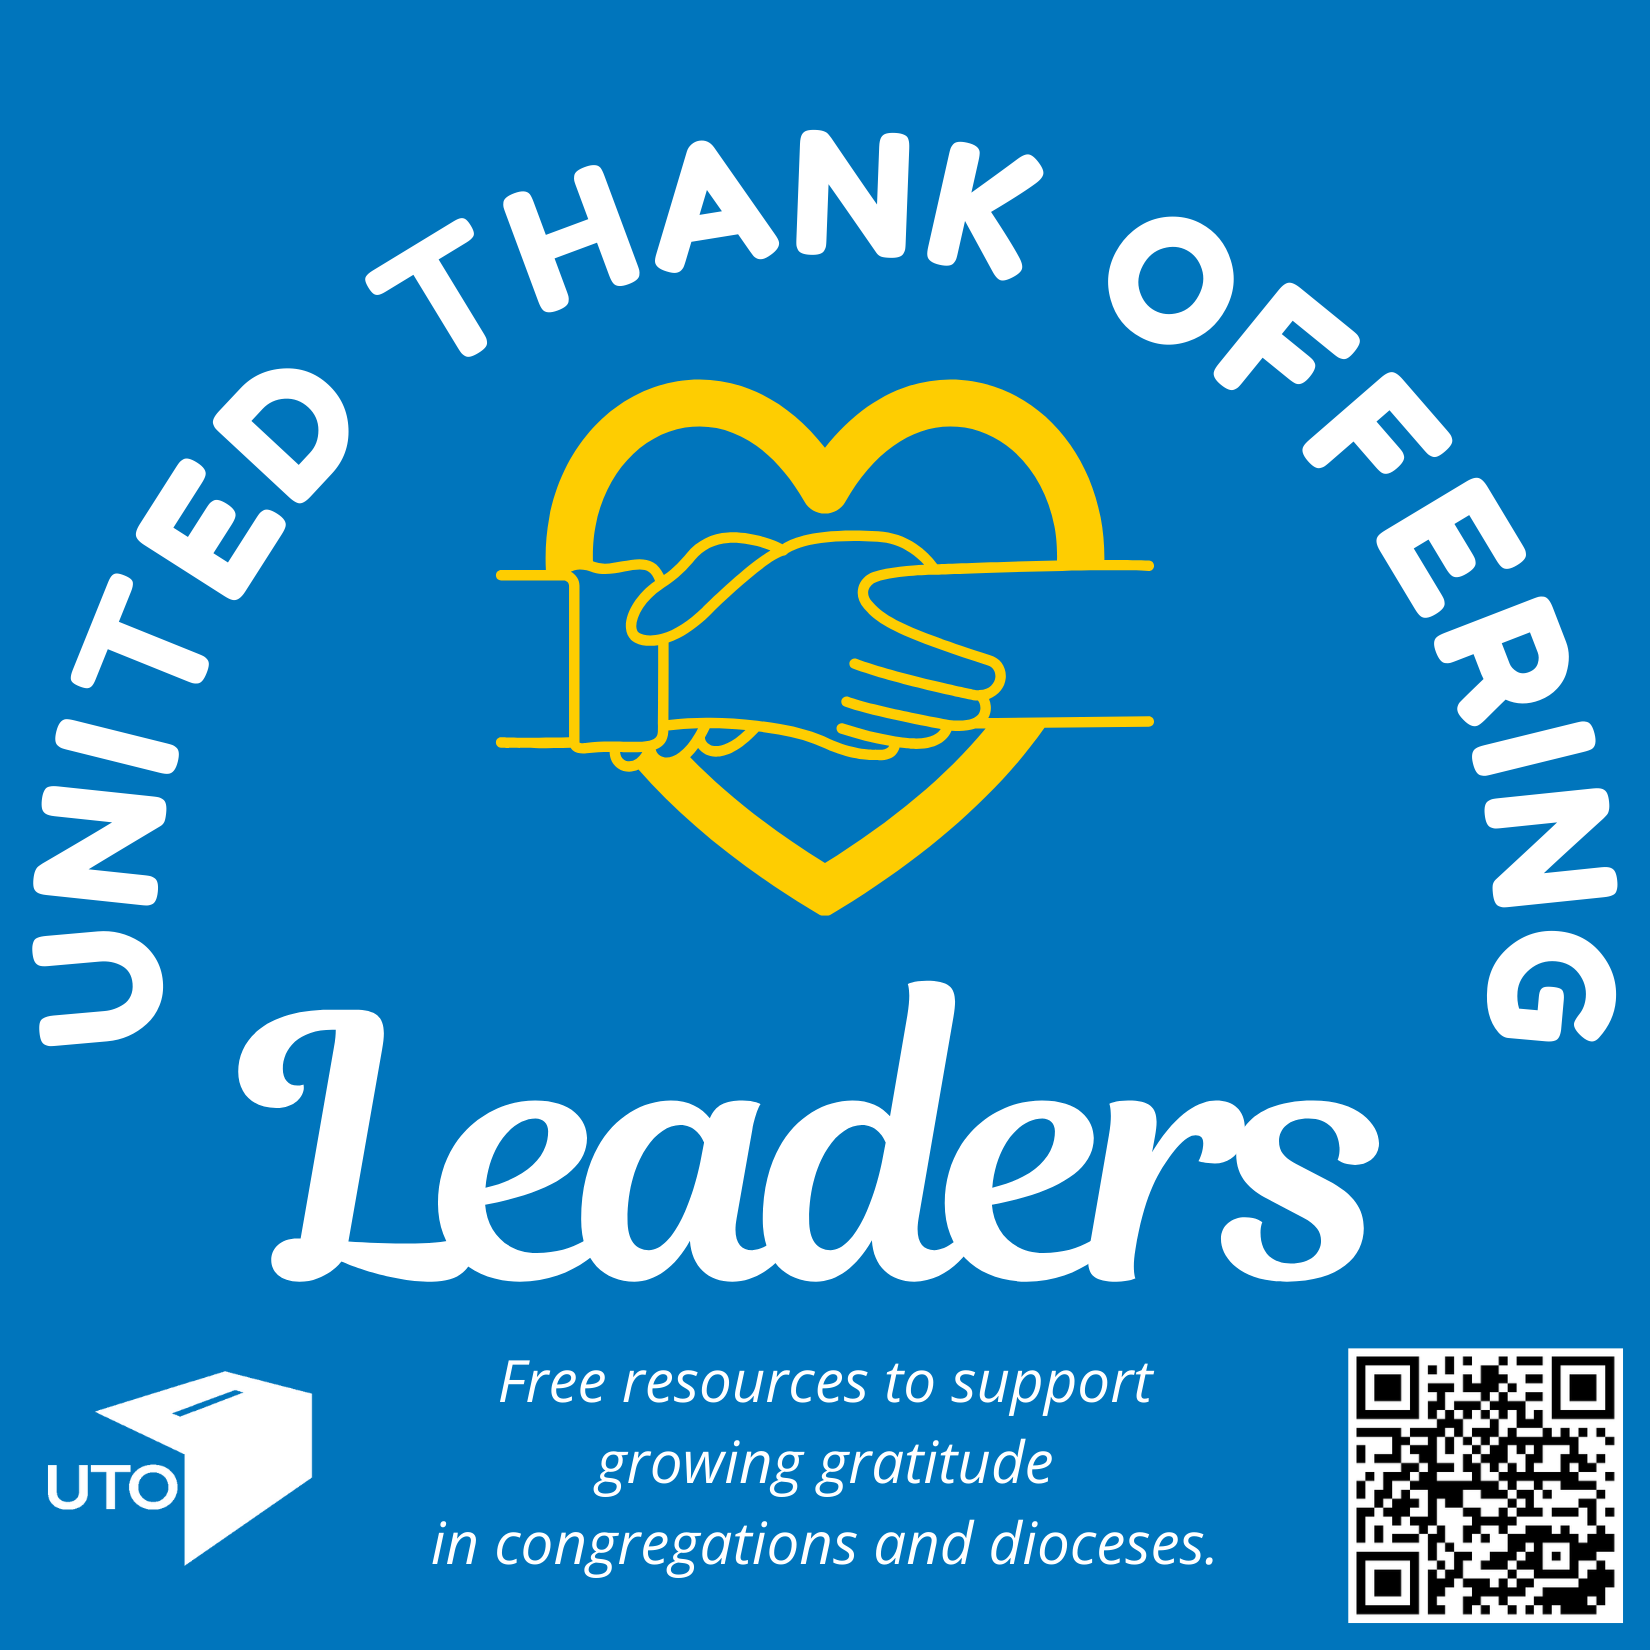 UNITED THANK OFFERING
Leaders
Free resources to support
growing gratitude
in congregations and dioceses.
UTO